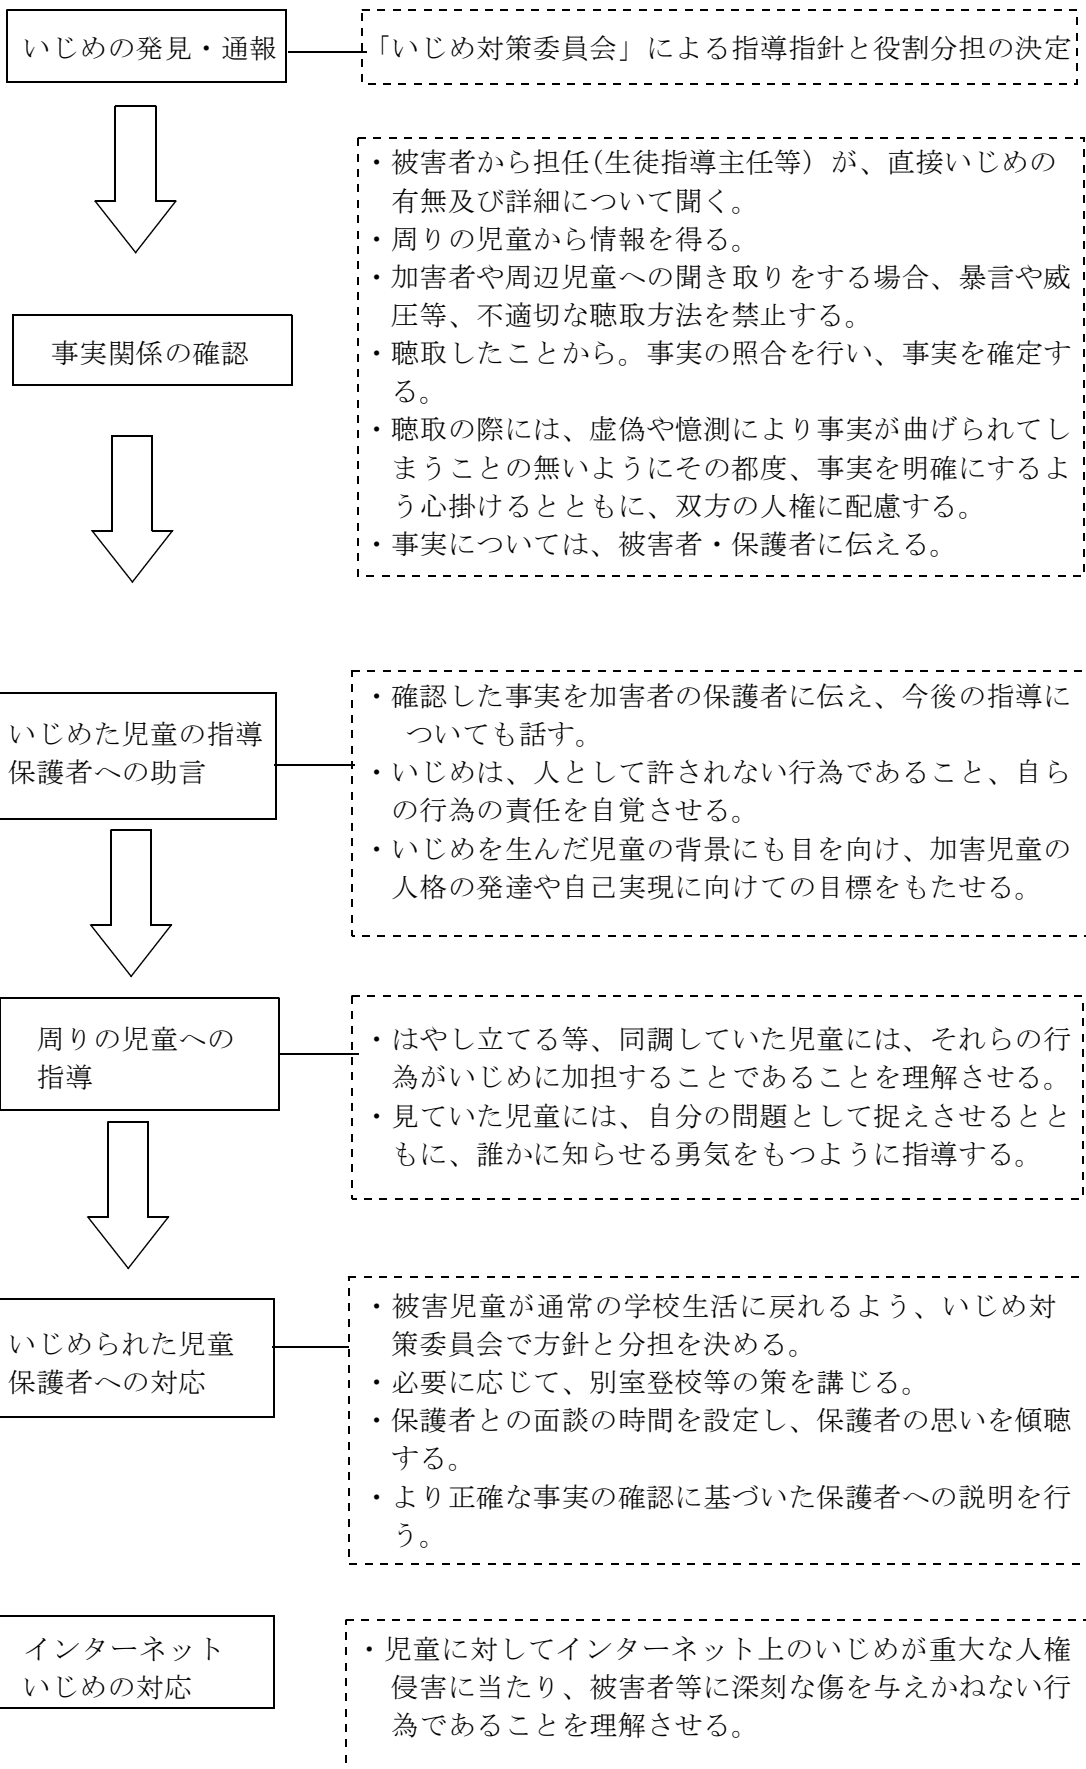 いじめの発見・通報
「いじめ対策委員会」による指導指針と役割分担の決定
・被害者から担任(生徒指導主任等) が、直接いじめの
有無及び詳細について聞く。
・周りの児童から情報を得る。
・加害者や周辺児童への聞き取りをする場合、暴言や威
圧等、不適切な聴取方法を禁止する。
・聴取したことから。事実の照合を行い、事実を確定す
る。
・聴取の際には、虚偽や憶測により事実が曲げられてし
まうことの無いようにその都度、事実を明確にするよ
う心掛けるとともに、双方の人権に配慮する。
・事実については、被害者・保護者に伝える。
事実関係の確認
いじめた児童の指導
保護者への助言
・確認した事実を加害者の保護者に伝え、今後の指導に
ついても話す。
・いじめは、人として許されない行為であること、自ら
の行為の責任を自覚させる。
・いじめを生んだ児童の背景にも目を向け、加害児童の
人格の発達や自己実現に向けての目標をもたせる。
周りの児童への
指導
・はやし立てる等、同調していた児童には、それらの行
為がいじめに加担することであることを理解させる。
・見ていた児童には、自分の問題として捉えさせるとと
もに、誰かに知らせる勇気をもつように指導する。
いじめられた児童
保護者への対応
・被害児童が通常の学校生活に戻れるよう、いじめ対
策委員会で方針と分担を決める。
・必要に応じて、別室登校等の策を講じる。
・保護者との面談の時間を設定し、保護者の思いを傾聴
する。
・より正確な事実の確認に基づいた保護者への説明を行
う。
インターネット
いじめの対応
・児童に対してインターネット上のいじめが重大な人権
侵害に当たり、被害者等に深刻な傷を与えかねない行
為であることを理解させる。